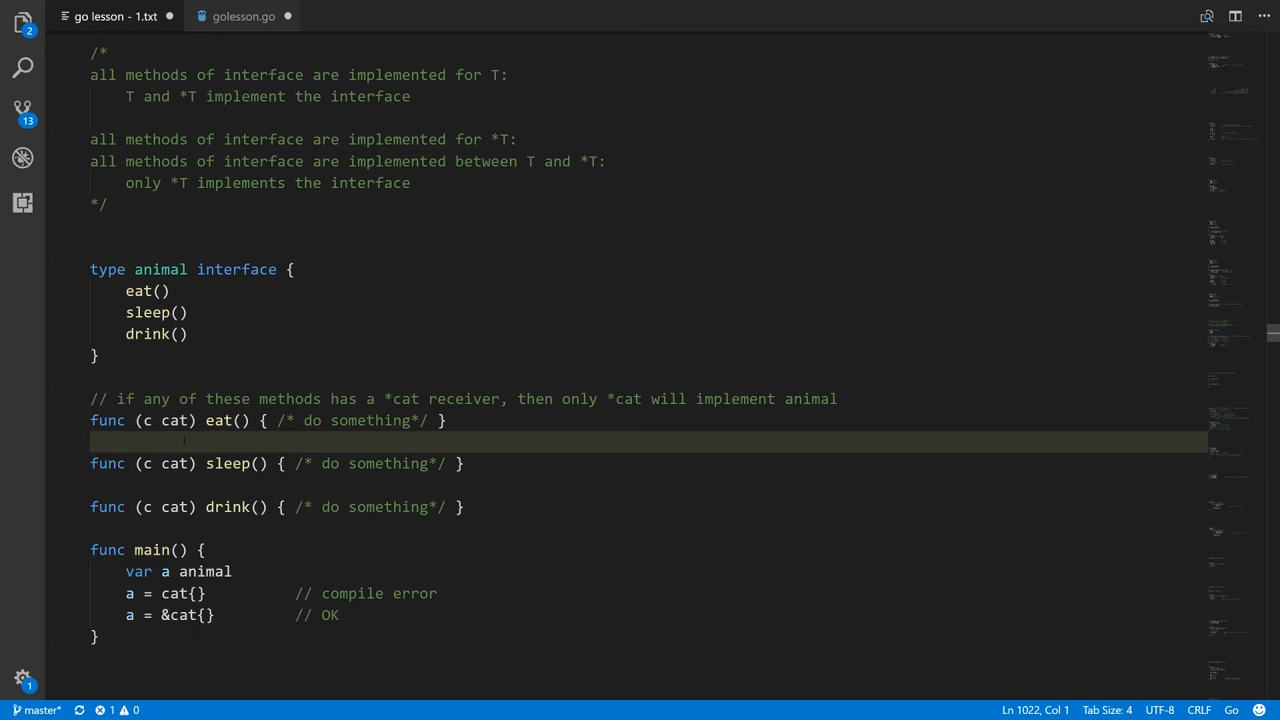 go lesson - 1.txt
golesson.go
2
13
1
/*
all methods of interface are implemented for T:
T and *T implement the interface
all methods of interface are implemented for *T:
all methods of interface are implemented between T and *T:
only *T implements the interface
*/
type animal interface {
eat()
sleep()
drink()
}
// if any of these methods has a *cat receiver, then only *cat will implement animal
func (c cat) eat() { /* do something*/ }
func (c cat) sleep() { /* do something*/ }
func (c cat) drink() { /* do something*/ }
func main() {
var a animal
a = cat{} // compile error
a = &cat{} // OK
}
master* 1 0 Ln 1022, Col 1 Tab Size: 4 UTF-8 CRLF Go